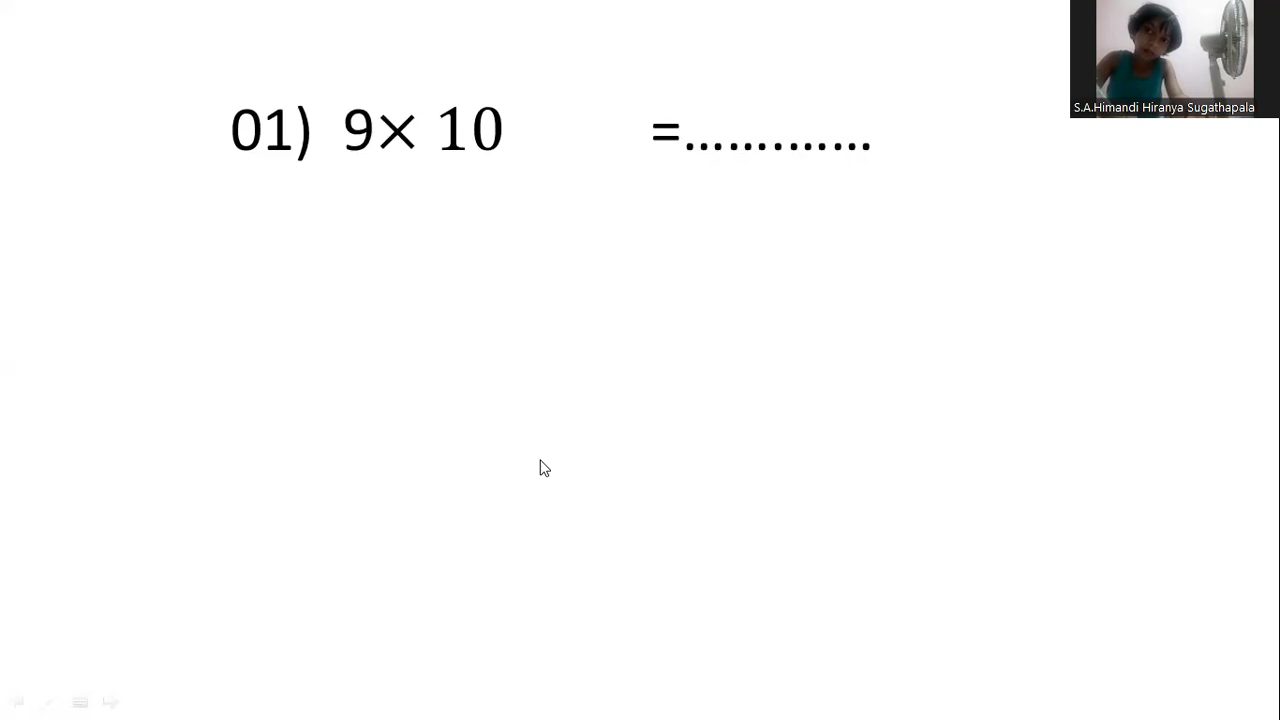 S.A.Himandi Hiranya Sugathapala
01) 9× 10 =.............